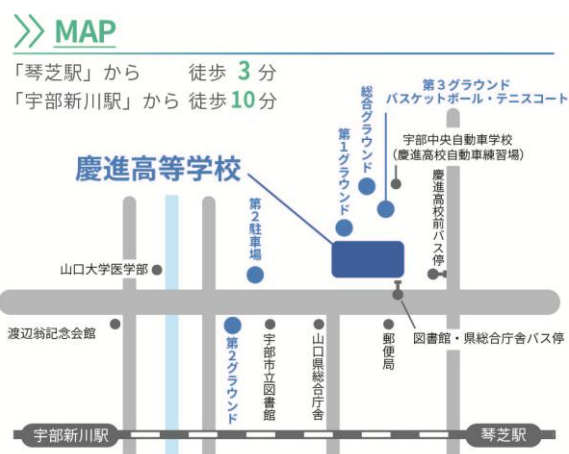 MAP
「琴芝駅」から 徒歩 3 分
「宇部新川駅」から 徒歩 10 分
第3グラウンド
バスケットボール・テニスコート
総合グラウンド
宇部中央自動車学校
(慶進高校自動車練習場)
第1グラウンド
慶進高等学校
慶進高校前バス停
第2駐車場
山口大学医学部
渡辺翁記念会館
第2グラウンド
宇部市立図書館
山口県総合庁舎
郵便局
図書館・県総合庁舎バス停
宇部新川駅
琴芝駅